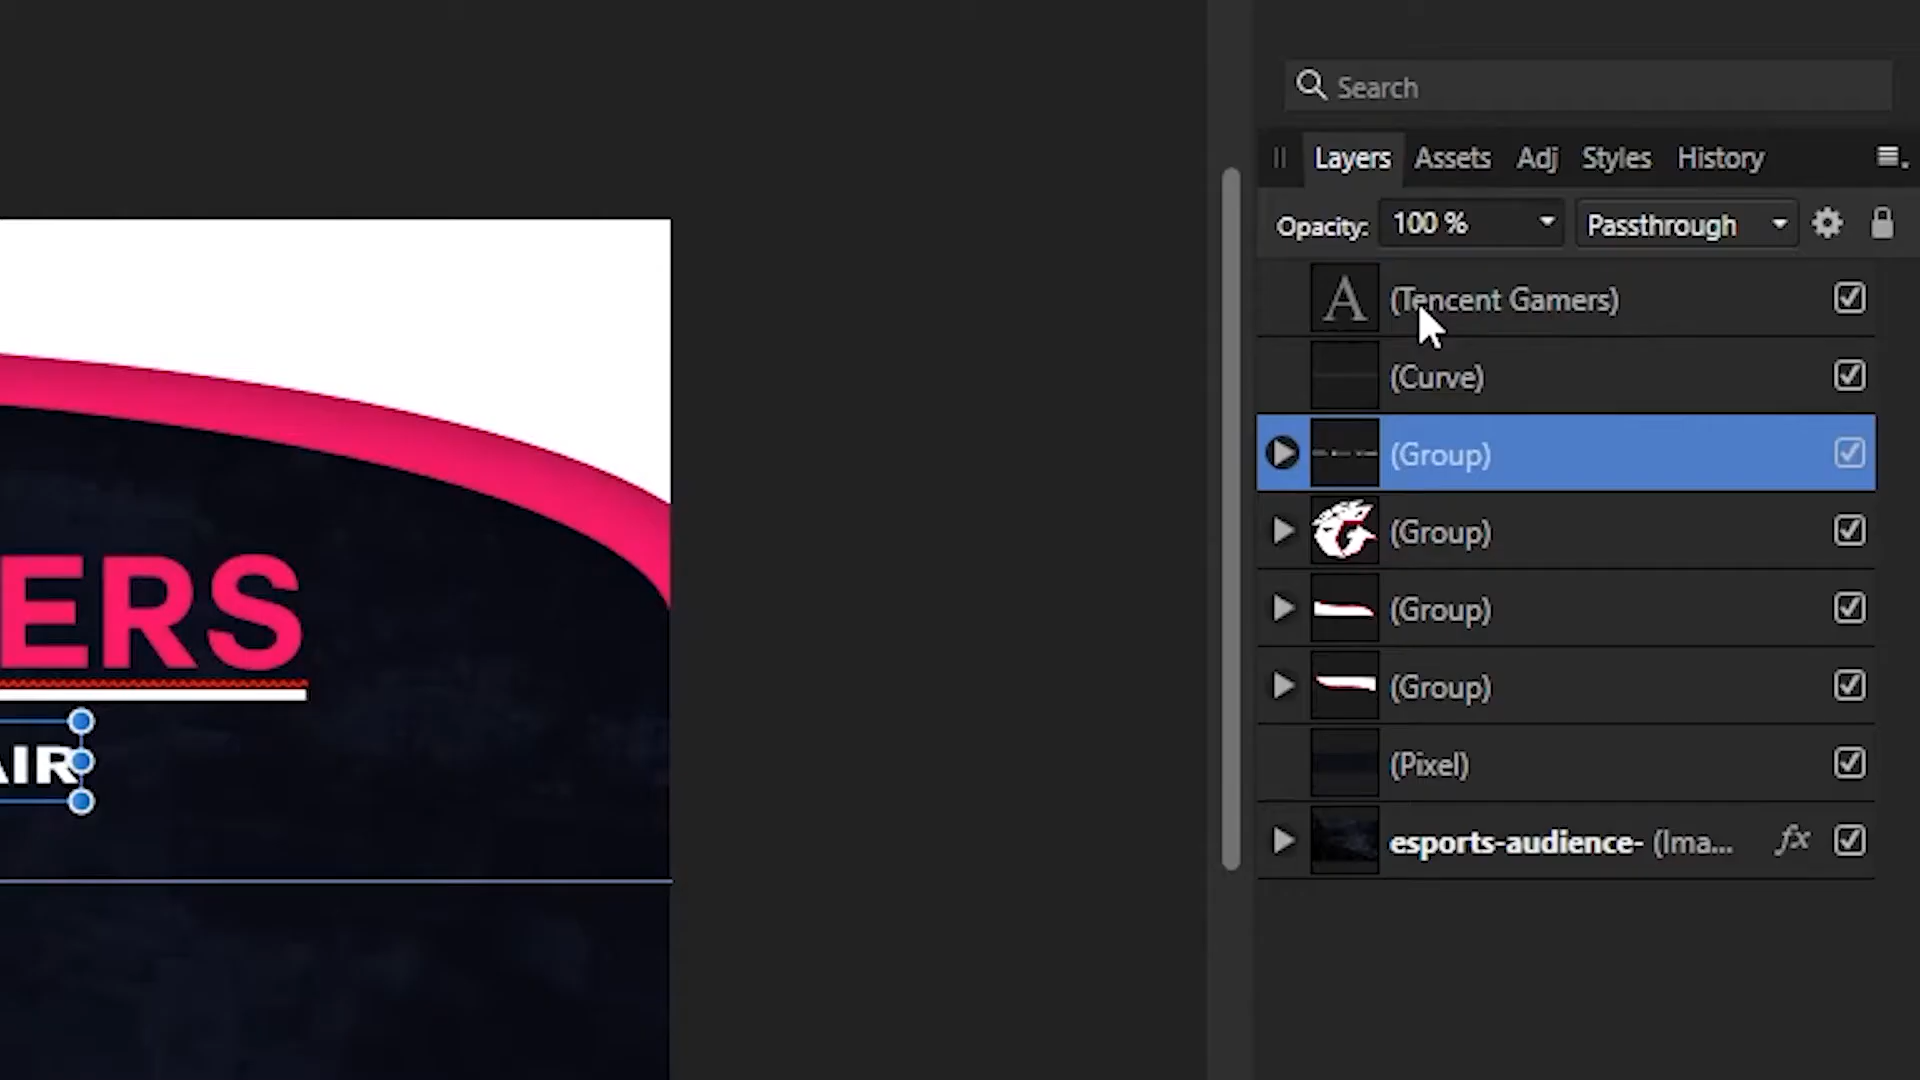 Search
Layers Assets Adj Styles History
Opacity: 100 % Passthrough
A (Tencent Gamers)
(Curve)
(Group)
(Group)
(Group)
(Group)
(Pixel)
esports-audience- (Ima... fx
ERS
AIR